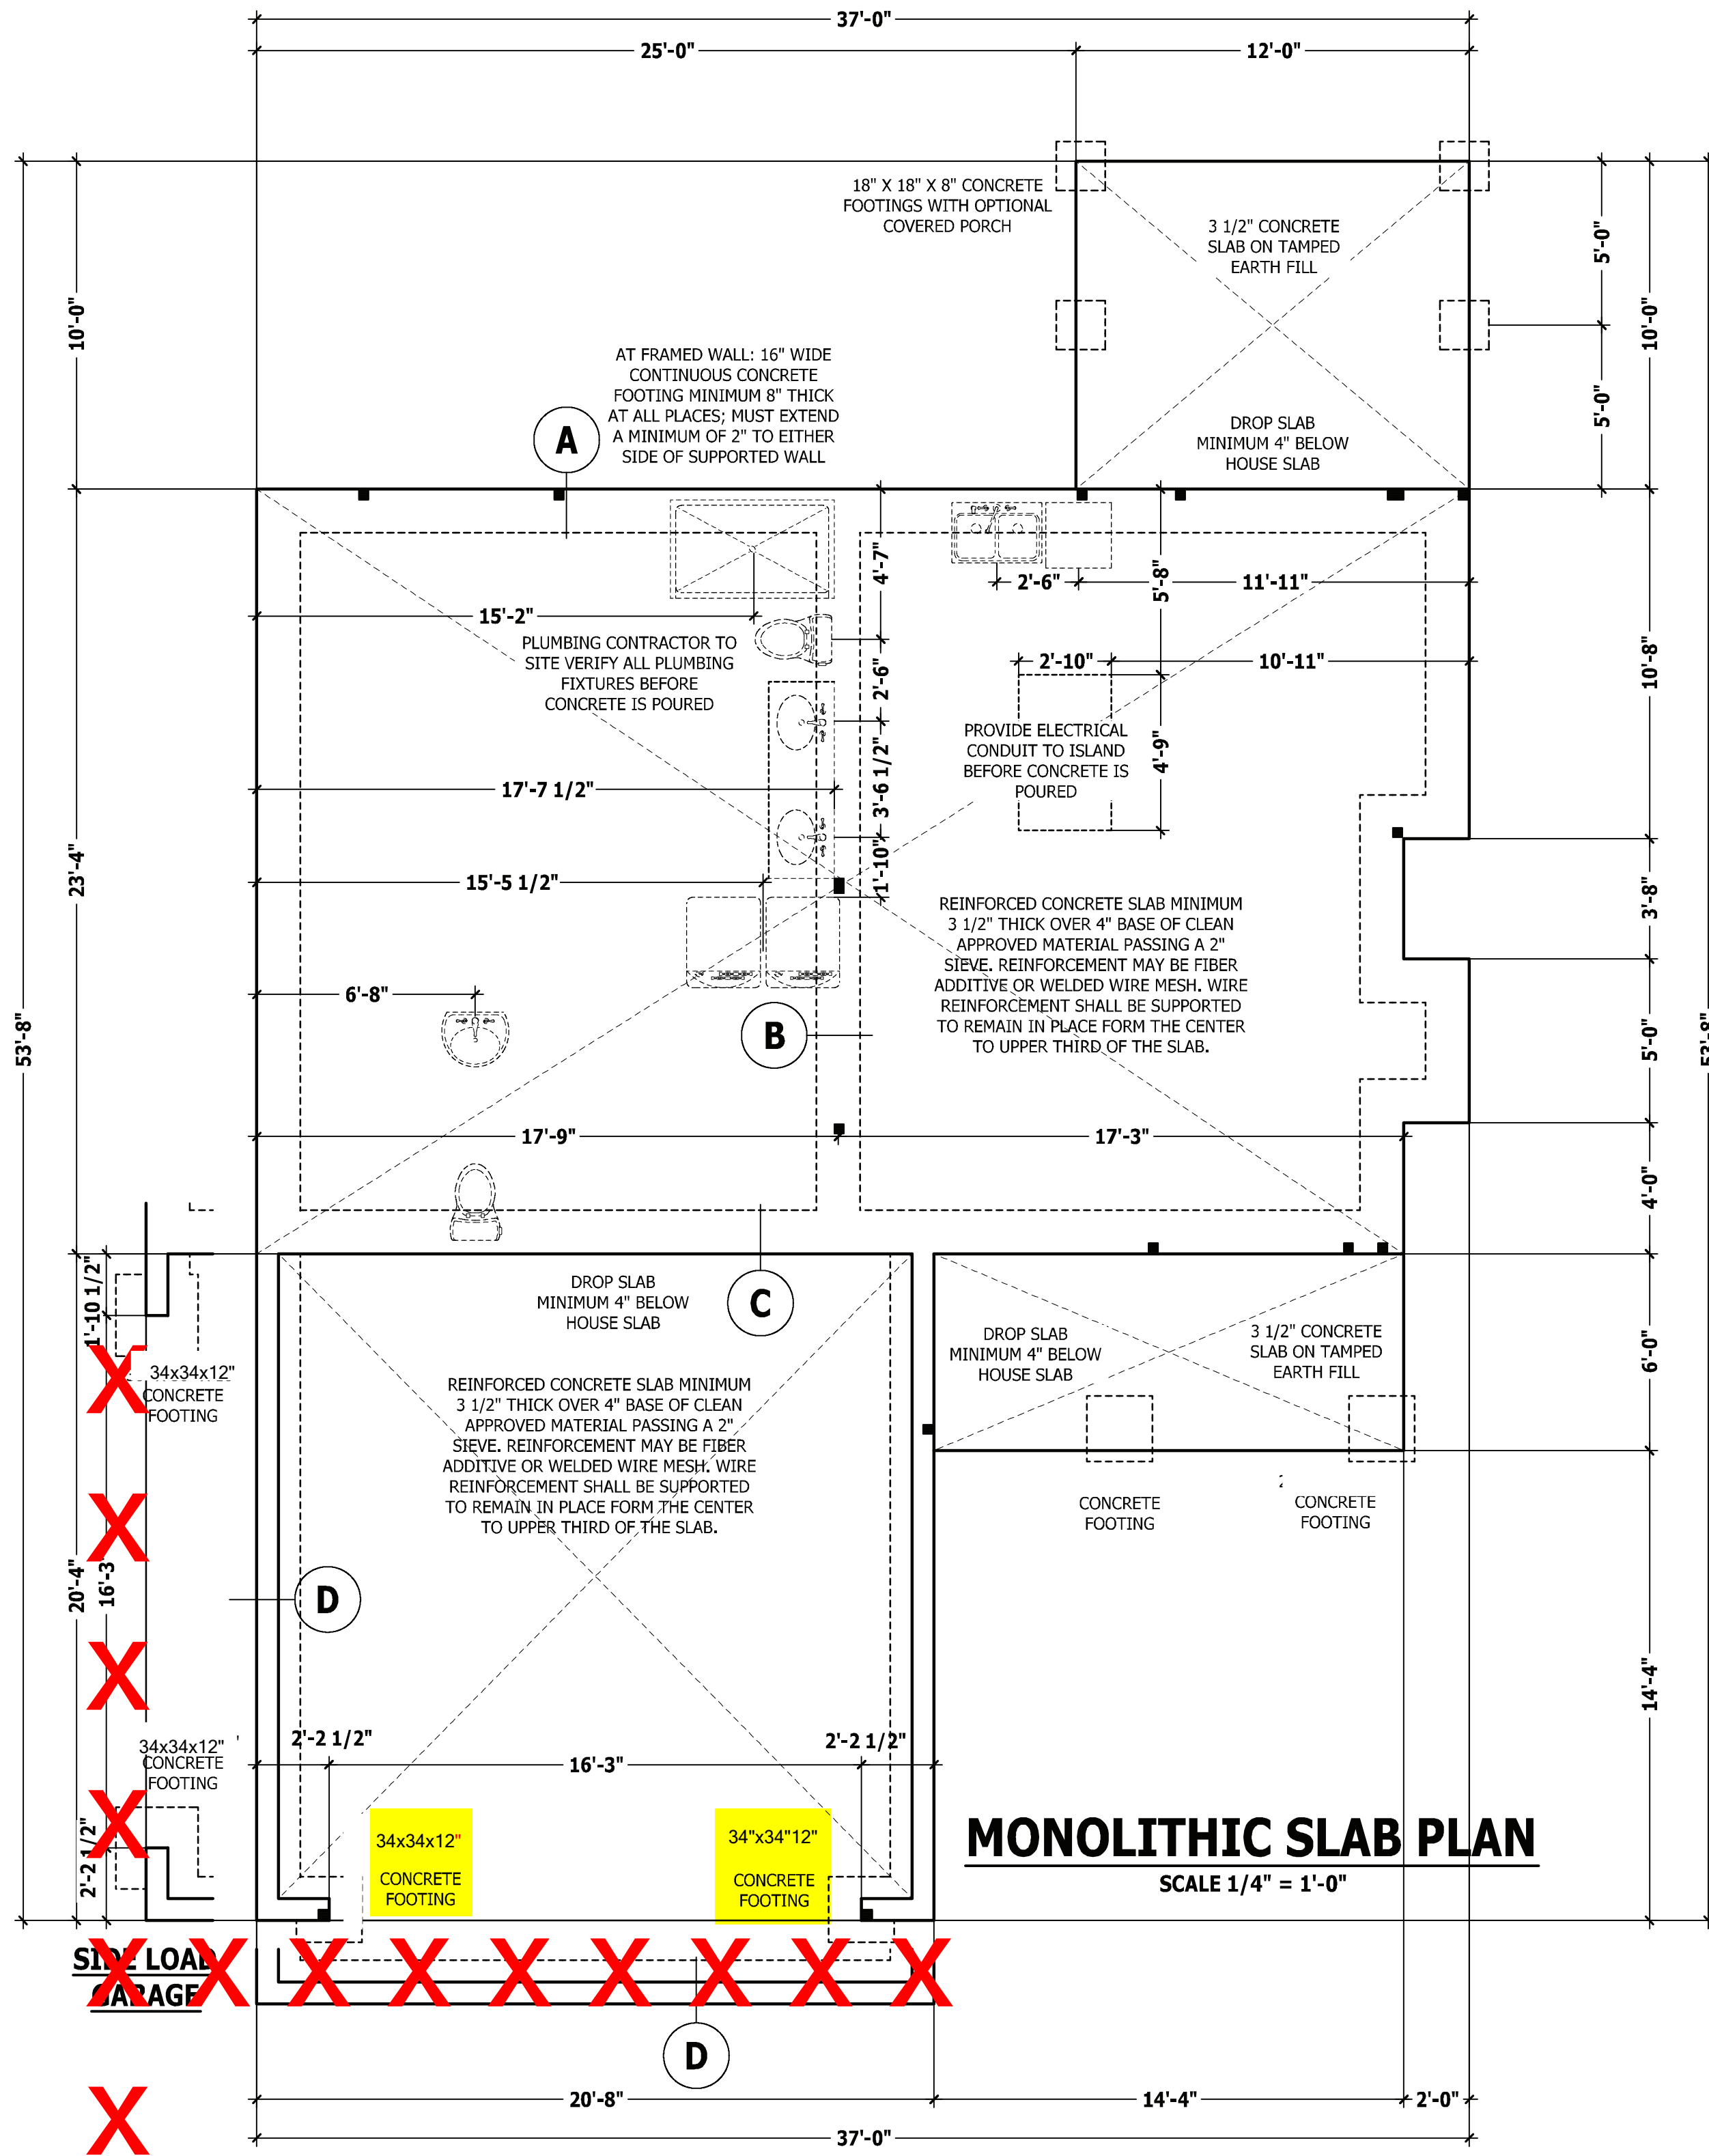 37'-0"
25'-0"
12'-0"
18" X 18" X 8" CONCRETE
FOOTINGS WITH OPTIONAL
COVERED PORCH
3 1/2" CONCRETE
SLAB ON TAMPED
EARTH FILL
5'-0"
10'-0"
10'-0"
5'-0"
DROP SLAB
MINIMUM 4" BELOW
HOUSE SLAB
AT FRAMED WALL: 16" WIDE
CONTINUOUS CONCRETE
FOOTING MINIMUM 8" THICK
AT ALL PLACES; MUST EXTEND
A MINIMUM OF 2" TO EITHER
SIDE OF SUPPORTED WALL
A
4'-7"
2'-6"
5'-8"
11'-11"
15'-2"
PLUMBING CONTRACTOR TO
SITE VERIFY ALL PLUMBING
FIXTURES BEFORE
CONCRETE IS POURED
2'-6"
2'-10"
10'-11"
10'-8"
PROVIDE ELECTRICAL
CONDUIT TO ISLAND
BEFORE CONCRETE IS
POURED
4'-9"
17'-7 1/2"
3'-6 1/2"
23'-4"
15'-5 1/2"
1'-10"
3'-8"
REINFORCED CONCRETE SLAB MINIMUM
3 1/2" THICK OVER 4" BASE OF CLEAN
APPROVED MATERIAL PASSING A 2"
SIEVE. REINFORCEMENT MAY BE FIBER
ADDITIVE OR WELDED WIRE MESH. WIRE
REINFORCEMENT SHALL BE SUPPORTED
TO REMAIN IN PLACE FORM THE CENTER
TO UPPER THIRD OF THE SLAB.
6'-8"
53'-8"
B
5'-0"
53'-8"
17'-9"
17'-3"
4'-0"
1'-10 1/2"
DROP SLAB
MINIMUM 4" BELOW
HOUSE SLAB
C
DROP SLAB
MINIMUM 4" BELOW
HOUSE SLAB
3 1/2" CONCRETE
SLAB ON TAMPED
EARTH FILL
6'-0"
X
34x34x12"
CONCRETE
FOOTING
REINFORCED CONCRETE SLAB MINIMUM
3 1/2" THICK OVER 4" BASE OF CLEAN
APPROVED MATERIAL PASSING A 2"
SIEVE. REINFORCEMENT MAY BE FIBER
ADDITIVE OR WELDED WIRE MESH. WIRE
REINFORCEMENT SHALL BE SUPPORTED
TO REMAIN IN PLACE FORM THE CENTER
TO UPPER THIRD OF THE SLAB.
CONCRETE
FOOTING
CONCRETE
FOOTING
X
20'-4"
16'-3
D
X
14'-4"
34x34x12"
CONCRETE
FOOTING
2'-2 1/2"
16'-3"
2'-2 1/2"
X
2'-2 1/2"
34x34x12"
CONCRETE
FOOTING
34"x34"12"
CONCRETE
FOOTING
MONOLITHIC SLAB PLAN
SCALE 1/4" = 1'-0"
SIDE LOAD
GARAGE
X X X X X X X X X
D
X
20'-8"
14'-4"
2'-0"
37'-0"